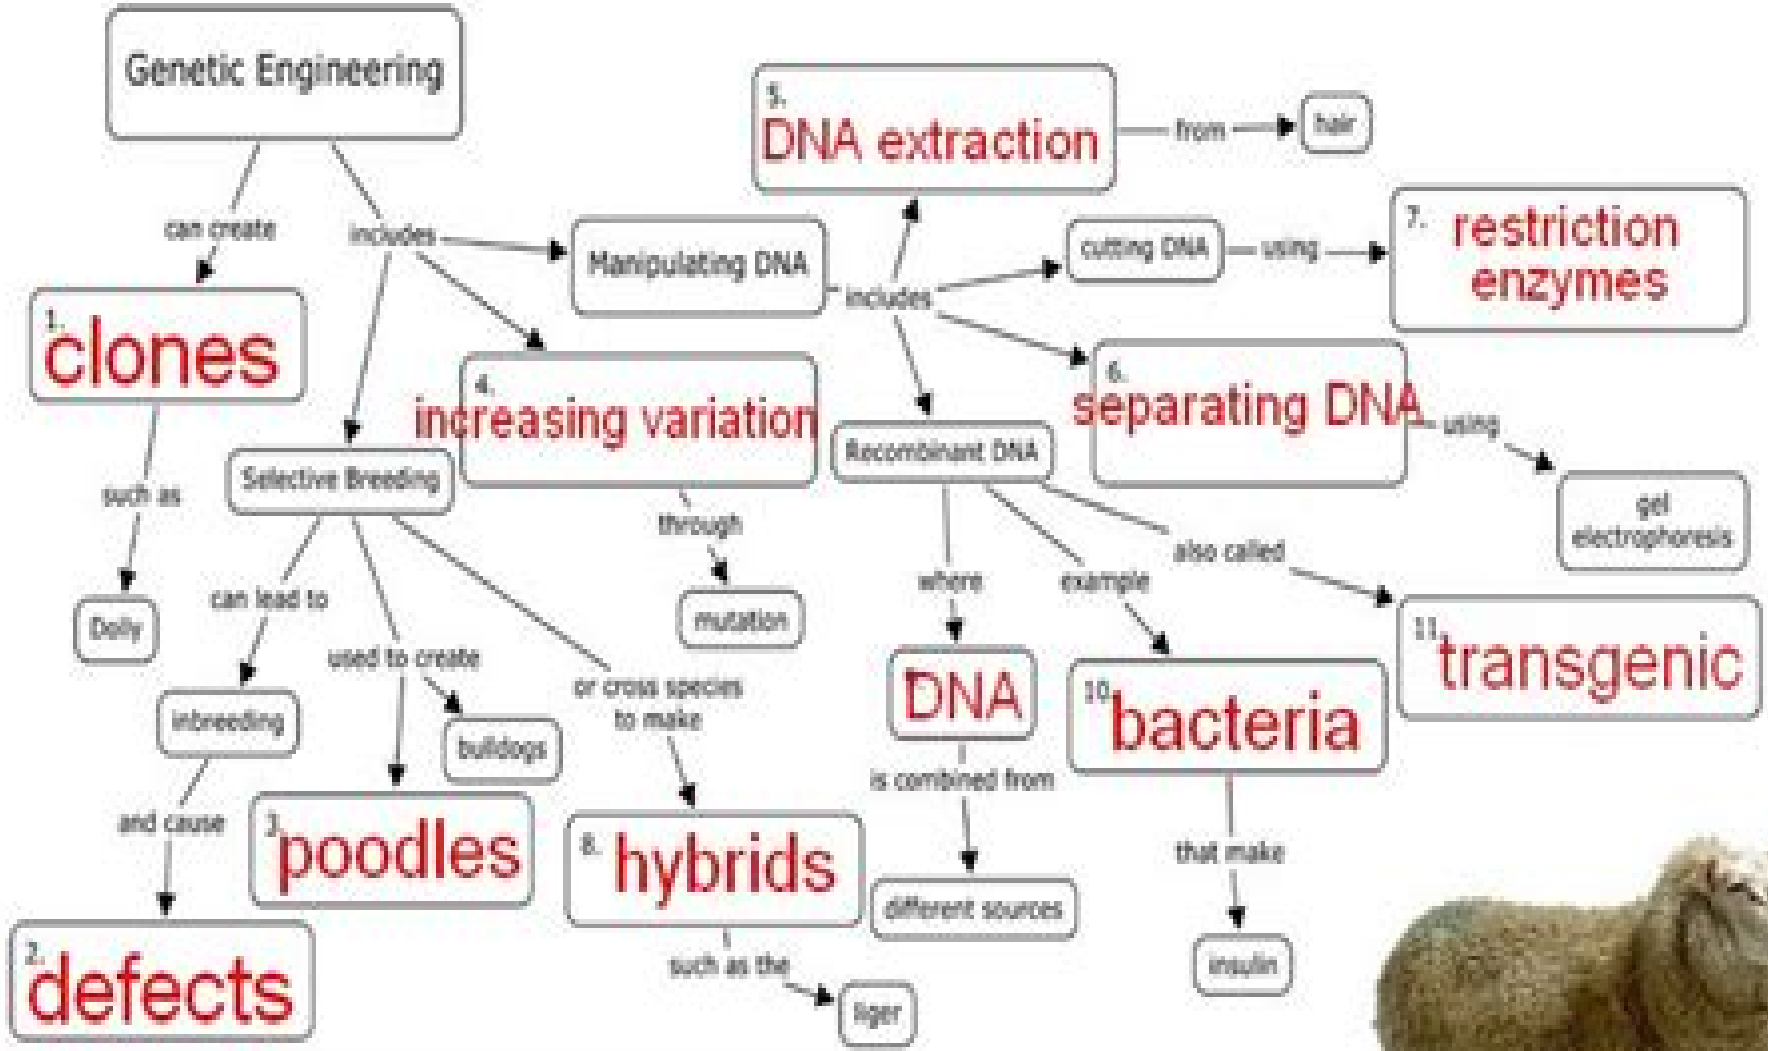 Genetic Engineering
can create
includes
1.
clones
such as
Dolly
Selective Breeding
can lead to
inbreeding
and cause
2.
defects
used to create
bulldogs
3.
poodles
or cross species
to make
8.
hybrids
such as the
liger
4.
increasing variation
through
mutation
Manipulating DNA
includes
5.
DNA extraction
from
hair
cutting DNA
using
7.
restriction
enzymes
6.
separating DNA
using
gel
electrophoresis
Recombinant DNA
where
DNA
is combined from
different sources
example
10.
bacteria
that make
insulin
also called
11.
transgenic